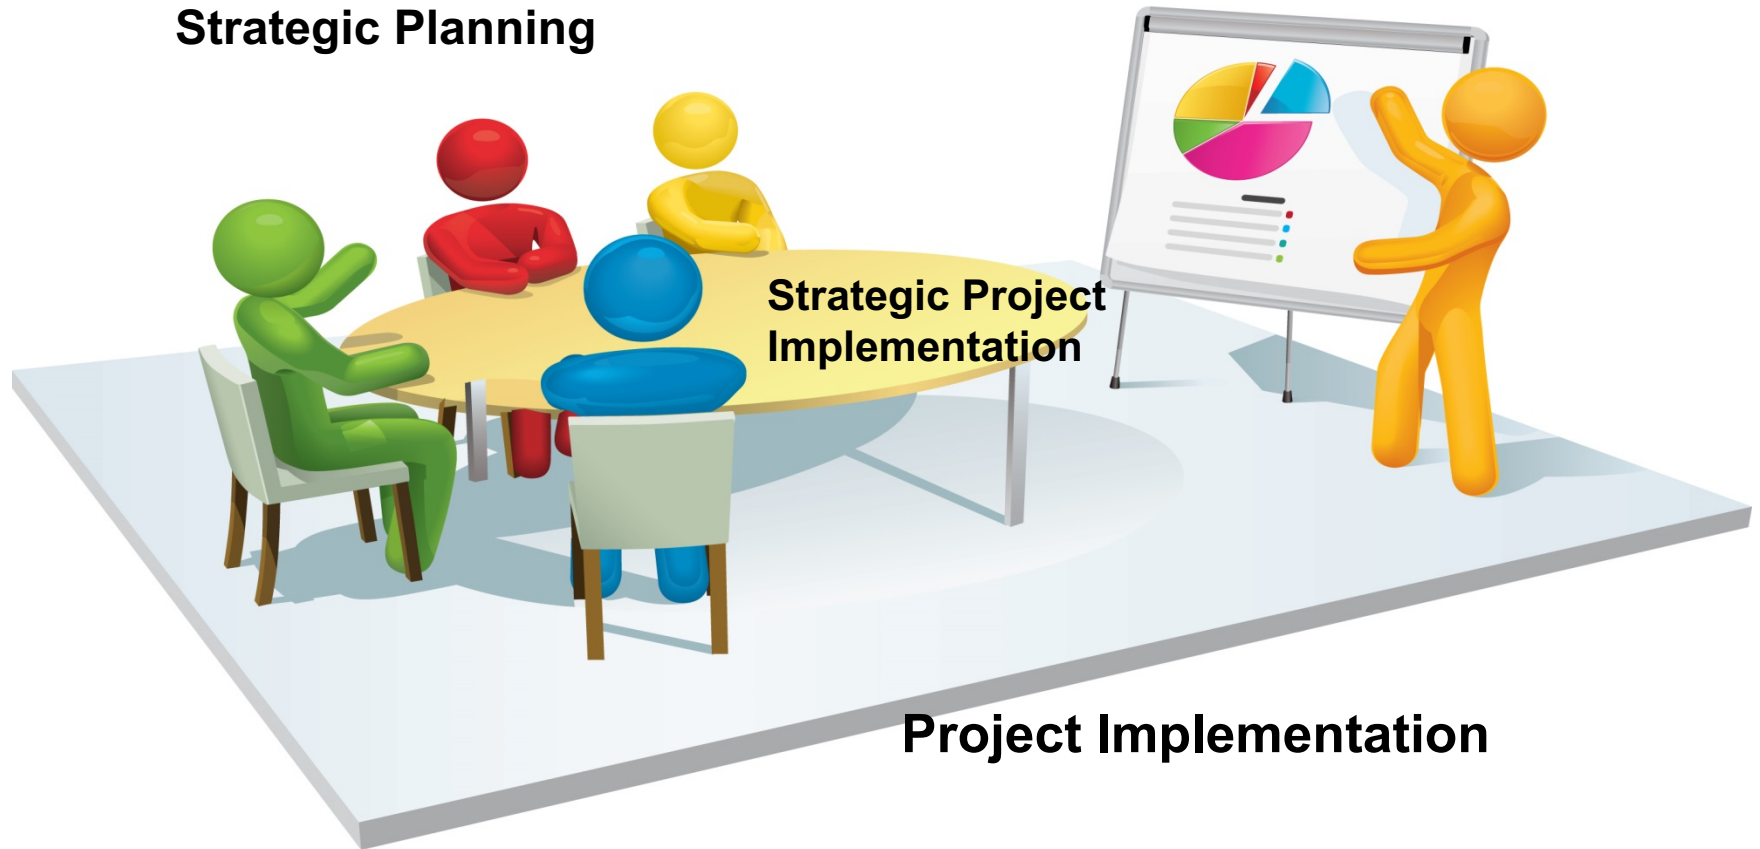 Strategic Planning
Strategic Project
Implementation
Project Implementation